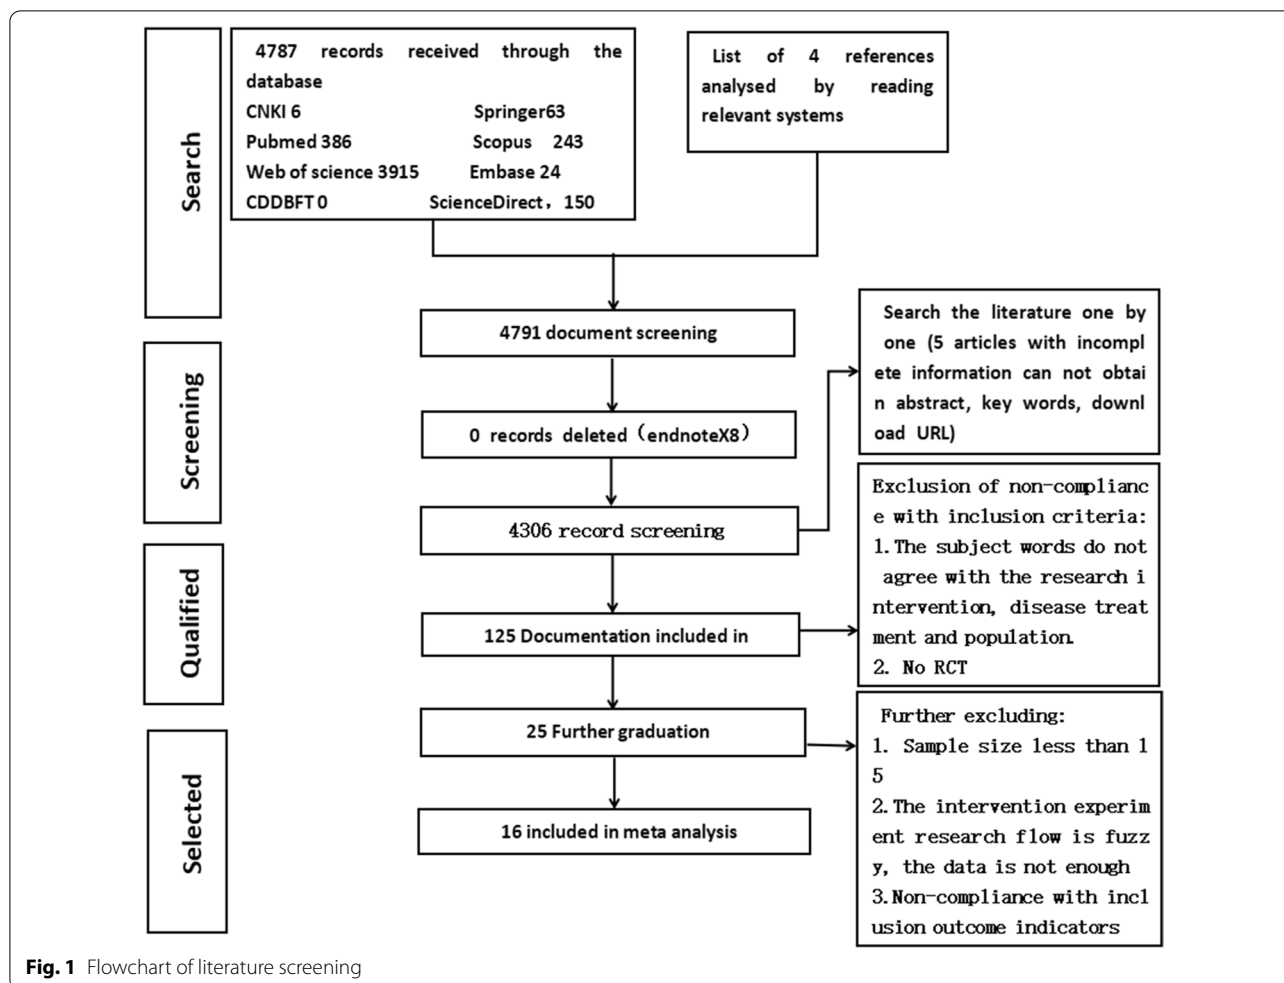 Search
4787 records received through the
database
CNKI 6 Springer63
Pubmed 386 Scopus 243
Web of science 3915 Embase 24
CDDBFT 0 ScienceDirect，150
List of 4 references
analysed by reading
relevant systems
4791 document screening
Screening
0 records deleted（endnoteX8）
4306 record screening
Search the literature one by
one (5 articles with incompl
ete information can not obtai
n abstract, key words, downl
oad URL)
Qualified
125 Documentation included in
Exclusion of non-complianc
e with inclusion criteria:
1.The subject words do not
agree with the research i
ntervention, disease treat
ment and population.
2. No RCT
Selected
25 Further graduation
16 included in meta analysis
Further excluding:
1. Sample size less than 1
5
2.The intervention experim
ent research flow is fuzz
y, the data is not enough
3.Non-compliance with incl
usion outcome indicators
Fig. 1 Flowchart of literature screening